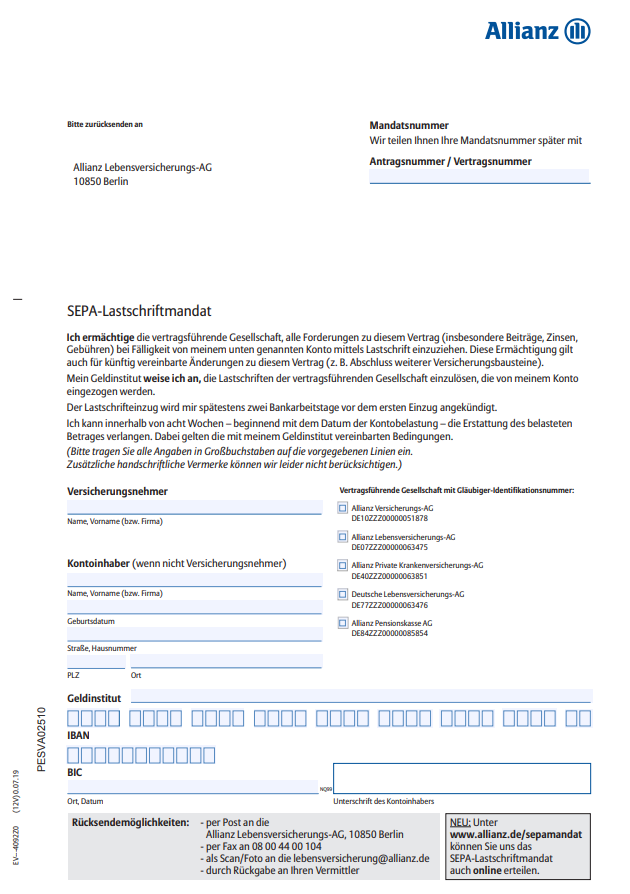 Allianz
Bitte zurücksenden an
Mandatsnummer
Wir teilen Ihnen Ihre Mandatsnummer später mit
Antragsnummer / Vertragsnummer
Allianz Lebensversicherungs-AG
10850 Berlin
SEPA-Lastschriftmandat
Ich ermächtige die vertragsführende Gesellschaft, alle Forderungen zu diesem Vertrag (insbesondere Beiträge, Zinsen,
Gebühren) bei Fälligkeit von meinem unten genannten Konto mittels Lastschrift einzuziehen. Diese Ermächtigung gilt
auch für künftig vereinbarte Änderungen zu diesem Vertrag (z. B. Abschluss weiterer Versicherungsbausteine).
Mein Geldinstitut weise ich an, die Lastschriften der vertragsführenden Gesellschaft einzulösen, die von meinem Konto
eingezogen werden.
Der Lastschrifteinzug wird mir spätestens zwei Bankarbeitstage vor dem ersten Einzug angekündigt.
Ich kann innerhalb von acht Wochen – beginnend mit dem Datum der Kontobelastung – die Erstattung des belasteten
Betrages verlangen. Dabei gelten die mit meinem Geldinstitut vereinbarten Bedingungen.
(Bitte tragen Sie alle Angaben in Großbuchstaben auf die vorgegebenen Linien ein.
Zusätzliche handschriftliche Vermerke können wir leider nicht berücksichtigen.)
Versicherungsnehmer
Name, Vorname (bzw. Firma)
Kontoinhaber (wenn nicht Versicherungsnehmer)
Name, Vorname (bzw. Firma)
Geburtsdatum
Straße, Hausnummer
PLZ Ort
Vertragsführende Gesellschaft mit Gläubiger-Identifikationsnummer:
Allianz Versicherungs-AG
DE10ZZZ00000051878
Allianz Lebensversicherungs-AG
DE07ZZZ00000063475
Allianz Private Krankenversicherungs-AG
DE40ZZZ00000063851
Deutsche Lebensversicherungs-AG
DE77ZZZ00000063476
Allianz Pensionskasse AG
DE84ZZZ00000085854
Geldinstitut
IBAN
BIC
NQ99
Ort, Datum
Unterschrift des Kontoinhabers
Rücksendemöglichkeiten: - per Post an die
Allianz Lebensversicherungs-AG, 10850 Berlin
- per Fax an 08 00 44 00 104
- als Scan/Foto an die lebensversicherung@allianz.de
- durch Rückgabe an Ihren Vermittler
NEU: Unter
www.allianz.de/sepamandat
können Sie uns das
SEPA-Lastschriftmandat
auch online erteilen.
PESVA02510
EV---4092Z0 (12V) 0.07.19